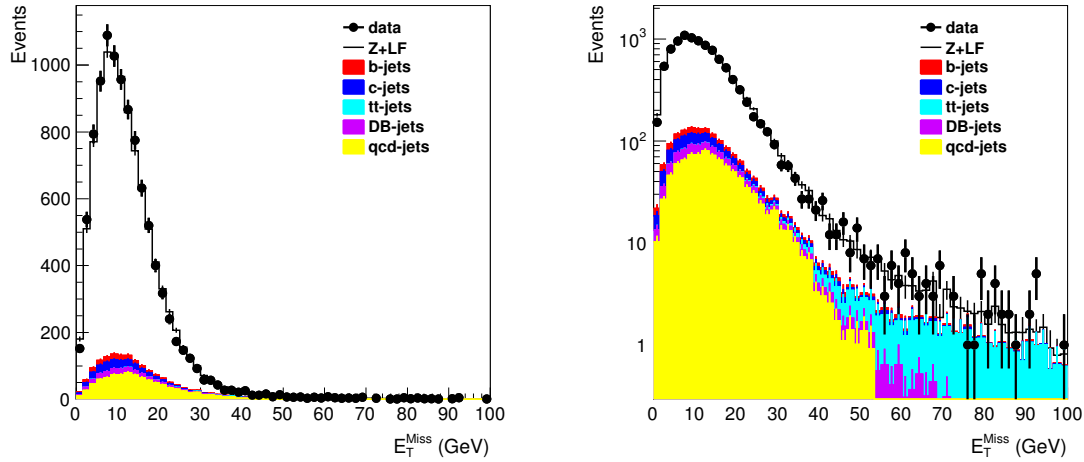 Events
1000
800
600
400
200
0
data
Z+LF
b-jets
c-jets
tt-jets
DB-jets
qcd-jets
0 10 20 30 40 50 60 70 80 90 100
E_T^Miss (GeV)
Events
10^3
10^2
10
1
data
Z+LF
b-jets
c-jets
tt-jets
DB-jets
qcd-jets
0 10 20 30 40 50 60 70 80 90 100
E_T^Miss (GeV)